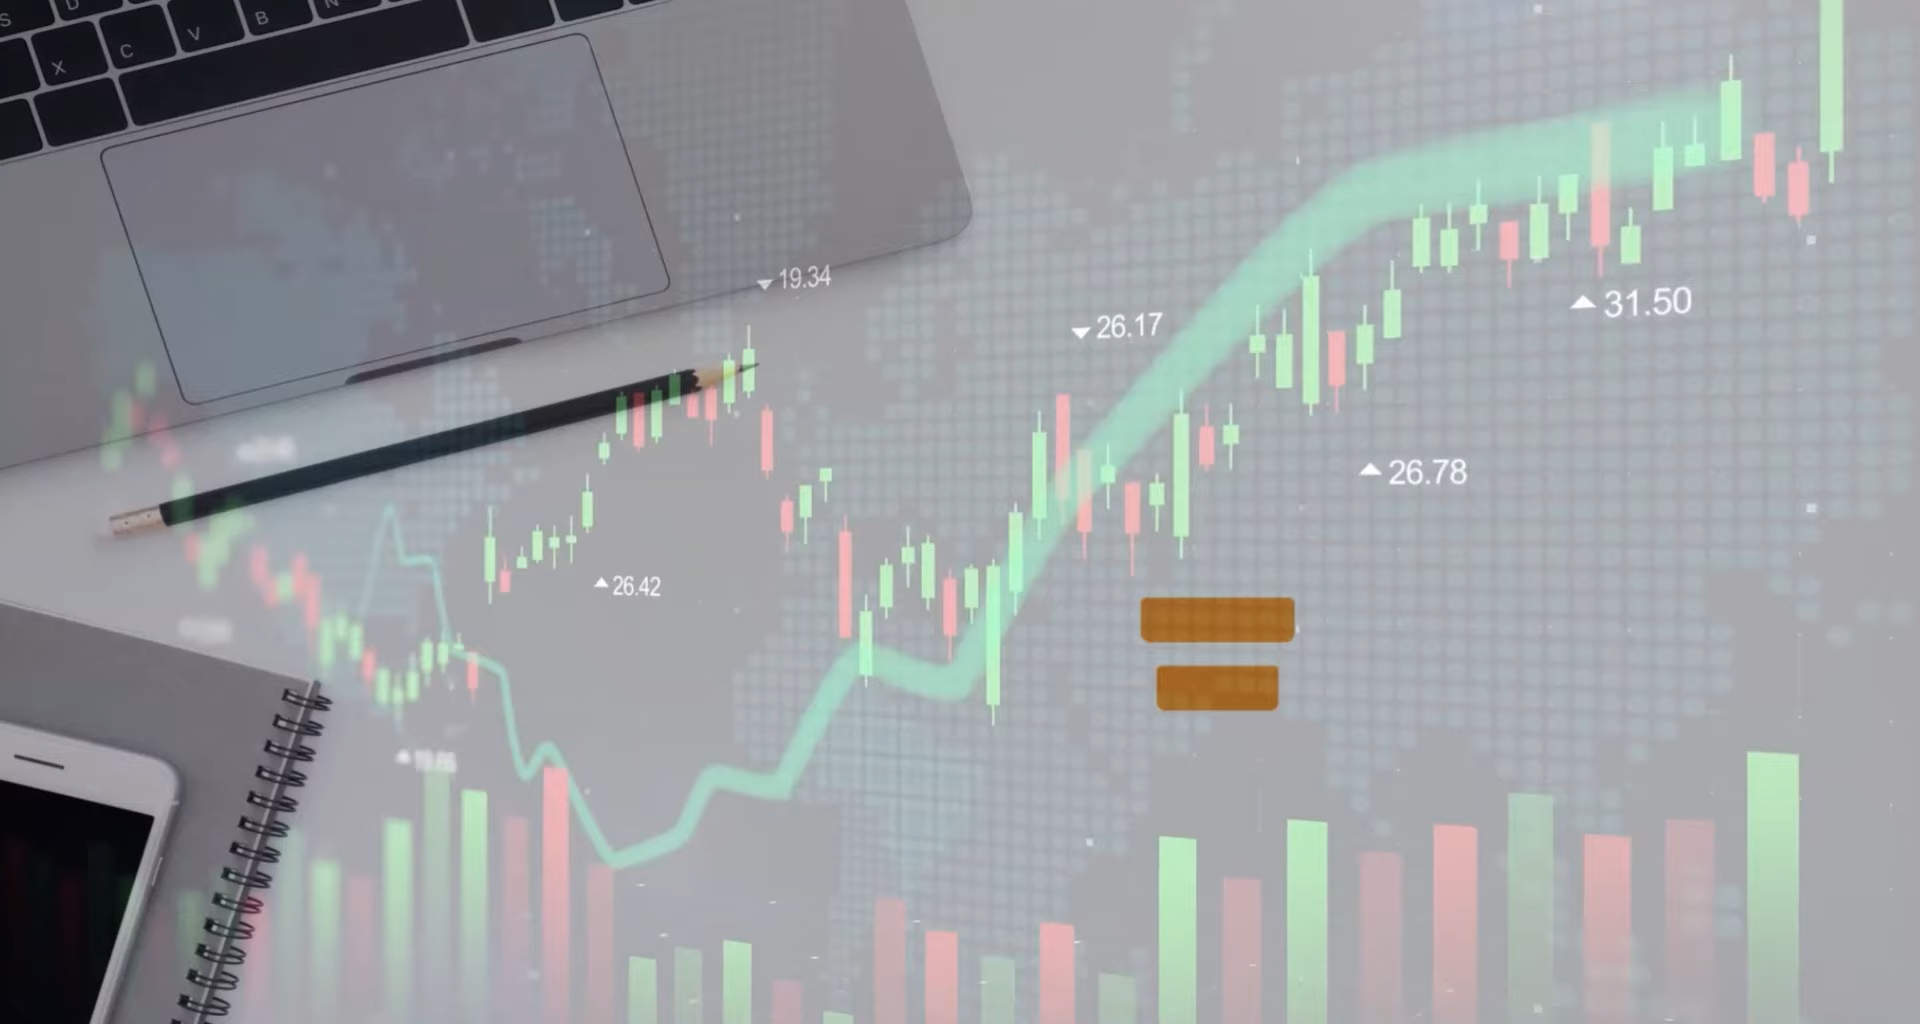 S D
X C V B N
▼ 19.34
▼ 26.17
▲ 31.50
▲ 26.78
▲ 26.42